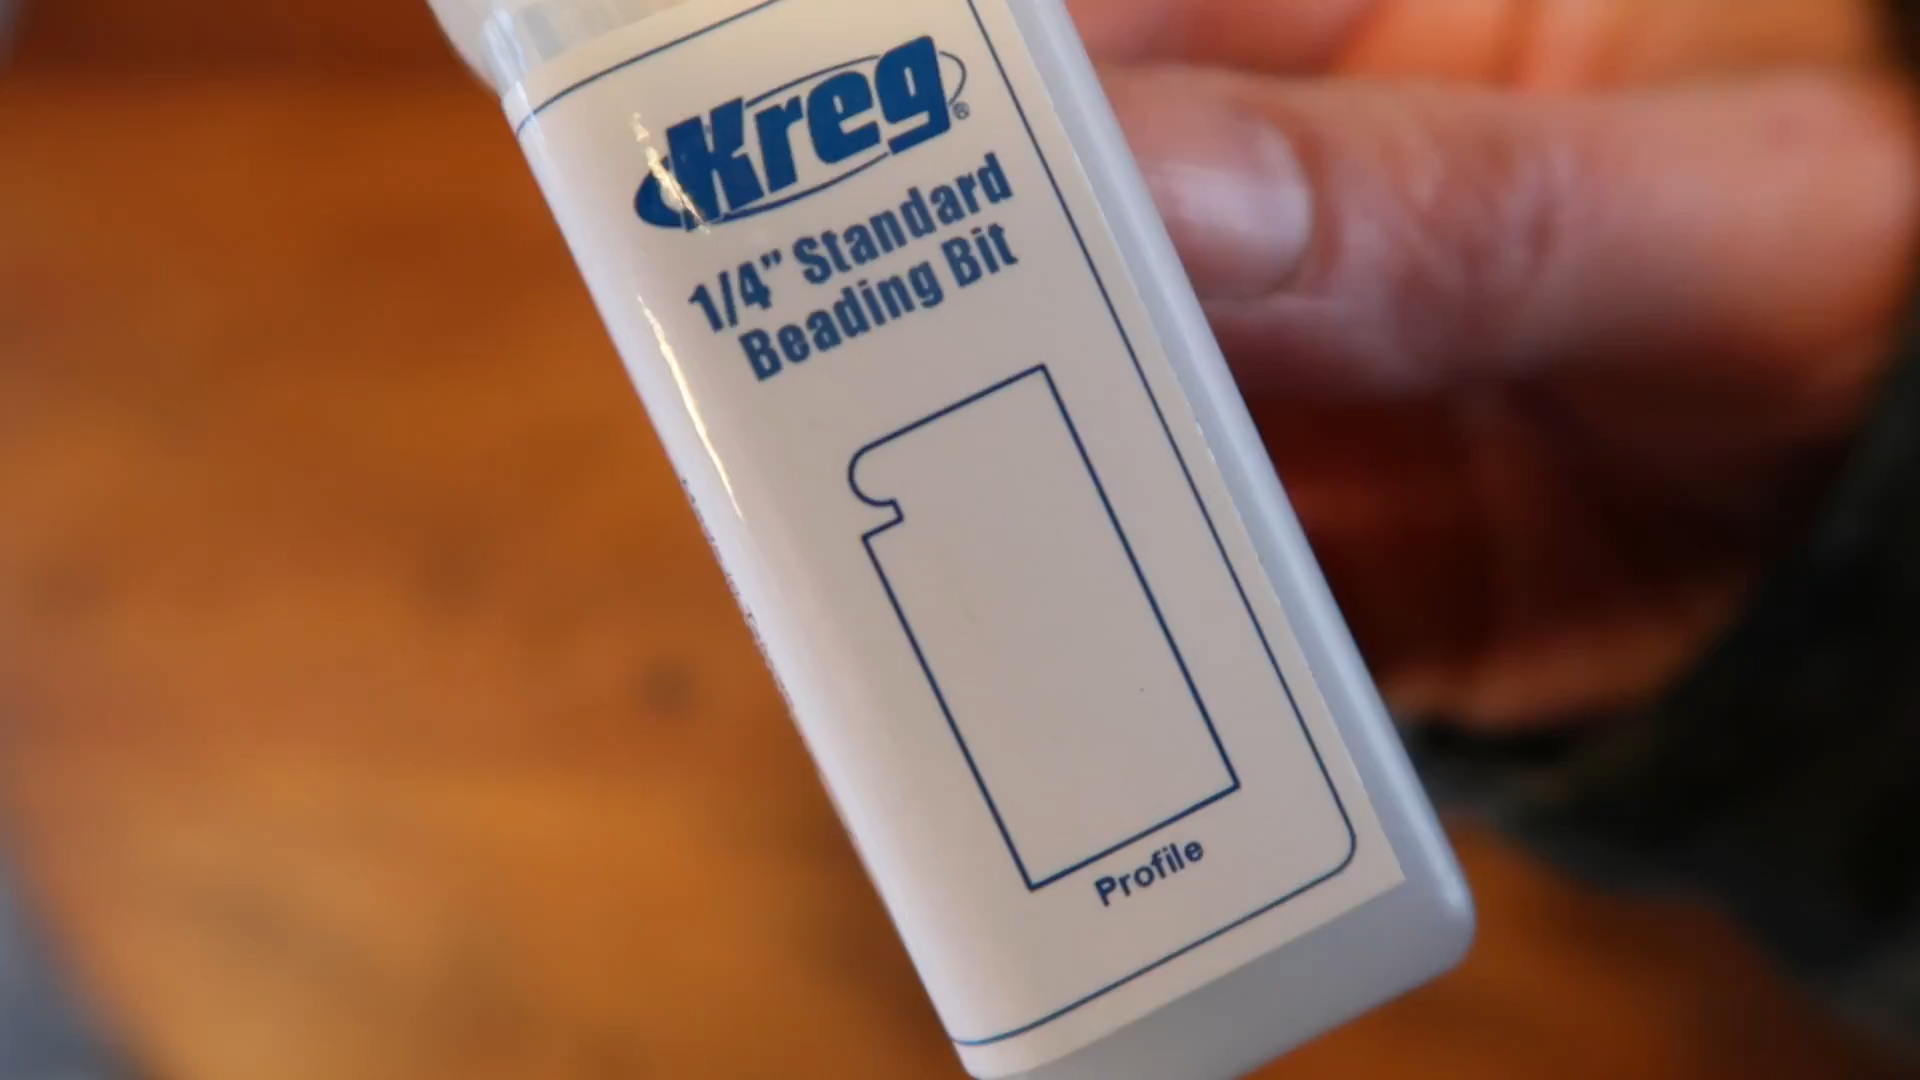 Kreg®
1/4” Standard
Beading Bit
Profile